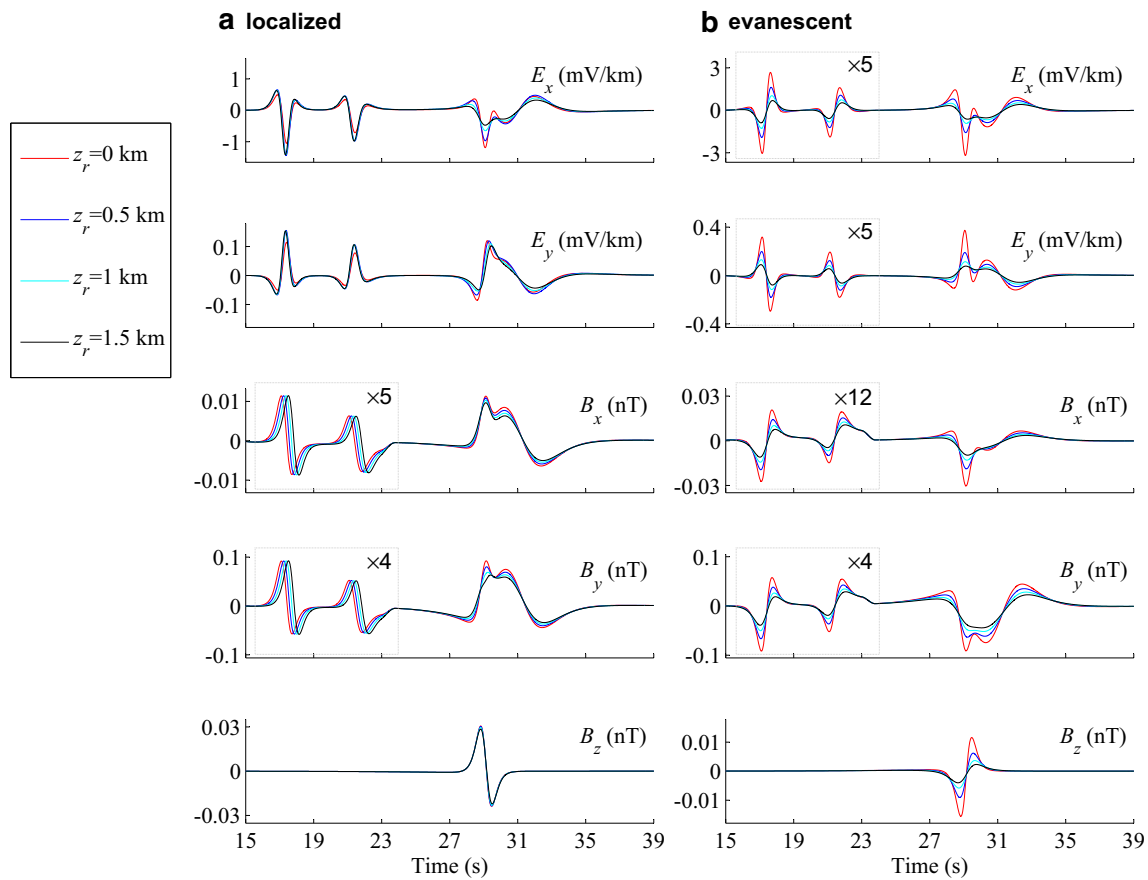 a localized
b evanescent
z_r=0 km
z_r=0.5 km
z_r=1 km
z_r=1.5 km
E_x (mV/km)
1
0
-1
×5
E_x (mV/km)
3
0
-3
E_y (mV/km)
0.1
0
-0.1
×5
E_y (mV/km)
0.4
0
-0.4
×5
B_x (nT)
0.01
0
-0.01
×12
B_x (nT)
0.03
0
-0.03
×4
B_y (nT)
0.1
0
-0.1
×4
B_y (nT)
0.1
0
-0.1
B_z (nT)
0.03
0
-0.03
15 19 23 27 31 35 39
Time (s)
B_z (nT)
0.01
0
-0.01
15 19 23 27 31 35 39
Time (s)